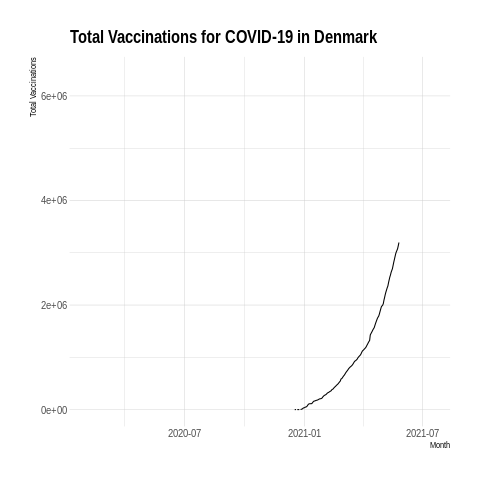 Total Vaccinations for COVID-19 in Denmark
Total Vaccinations
6e+06
4e+06
2e+06
0e+00
2020-07
2021-01
2021-07
Month